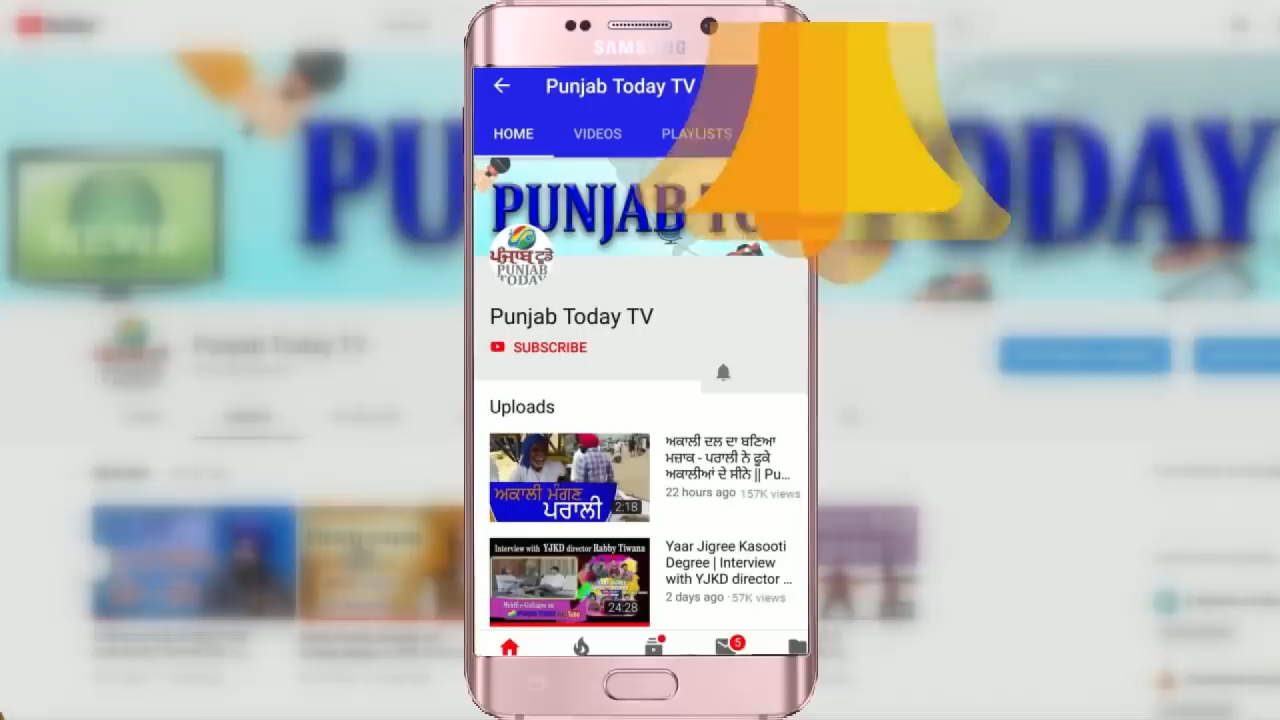 SAMSUNG
Punjab Today TV
HOME VIDEOS PLAYLISTS
PUNJAB TODAY
PUNJAB
ਪੰਜਾਬ ਟੂਡੇ
PUNJAB
TODAY
Punjab Today TV
SUBSCRIBE
Uploads
ਅਕਾਲੀ ਮੰਗਣ
ਪਰਾਲੀ
2:18
ਅਕਾਲੀ ਦਲ ਦਾ ਬਣਿਆ
ਮਜ਼ਾਕ - ਪਰਾਲੀ ਨੇ ਫੂਕੇ
ਅਕਾਲੀਆਂ ਦੇ ਸੀਨੇ || Pu...
22 hours ago 157K views
Interview with YJKD director Rabby Tiwana
24:28
Yaar Jigree Kasooti
Degree | Interview
with YJKD director ...
2 days ago · 57K views
5